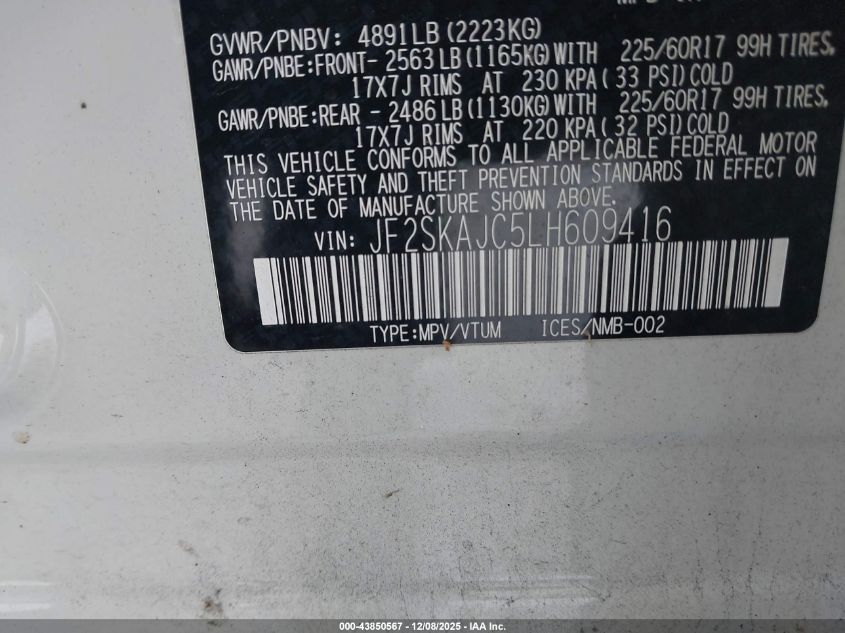 GVWR/PNBV: 4891LB (2223KG)
GAWR/PNBE:FRONT- 2563 LB (1165KG) WITH 225/60R17 99H TIRES,
17X7J RIMS AT 230 KPA ( 33 PSI) COLD
GAWR/PNBE:REAR - 2486 LB (1130KG) WITH 225/60R17 99H TIRES,
17X7J RIMS AT 220 KPA ( 32 PSI) COLD
THIS VEHICLE CONFORMS TO ALL APPLICABLE FEDERAL MOTOR
VEHICLE SAFETY AND THEFT PREVENTION STANDARDS IN EFFECT ON
THE DATE OF MANUFACTURE SHOWN ABOVE.
VIN: JF2SKAJC5LH609416
TYPE:MPV/VTUM ICES/NMB-002
000-43850567 - 12/08/2025 - IAA Inc.